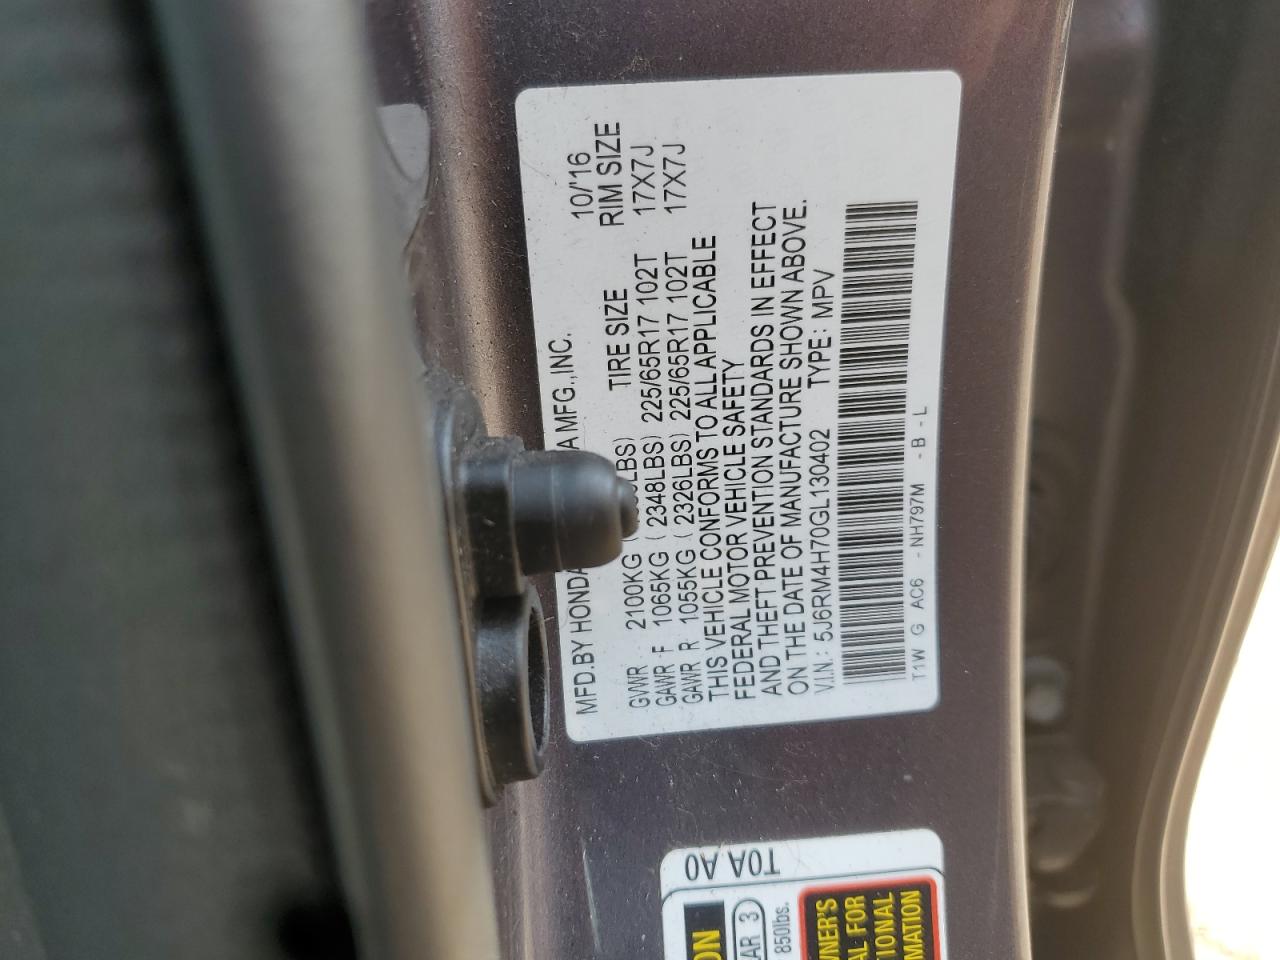 MFD.BY HONDA MFG.,INC. 10/'16
TIRE SIZE RIM SIZE
GVWR 2100KG
GAWR F 1065KG ( 2348LBS) 225/65R17 102T 17X7J
GAWR R 1055KG ( 2326LBS) 225/65R17 102T 17X7J
THIS VEHICLE CONFORMS TO ALL APPLICABLE
FEDERAL MOTOR VEHICLE SAFETY
AND THEFT PREVENTION STANDARDS IN EFFECT
ON THE DATE OF MANUFACTURE SHOWN ABOVE.
V.I.N.: 5J6RM4H70GL130402 TYPE: MPV
T1W G AC6 - NH797M - B - L
T0A A0
3
850lbs.
FOR